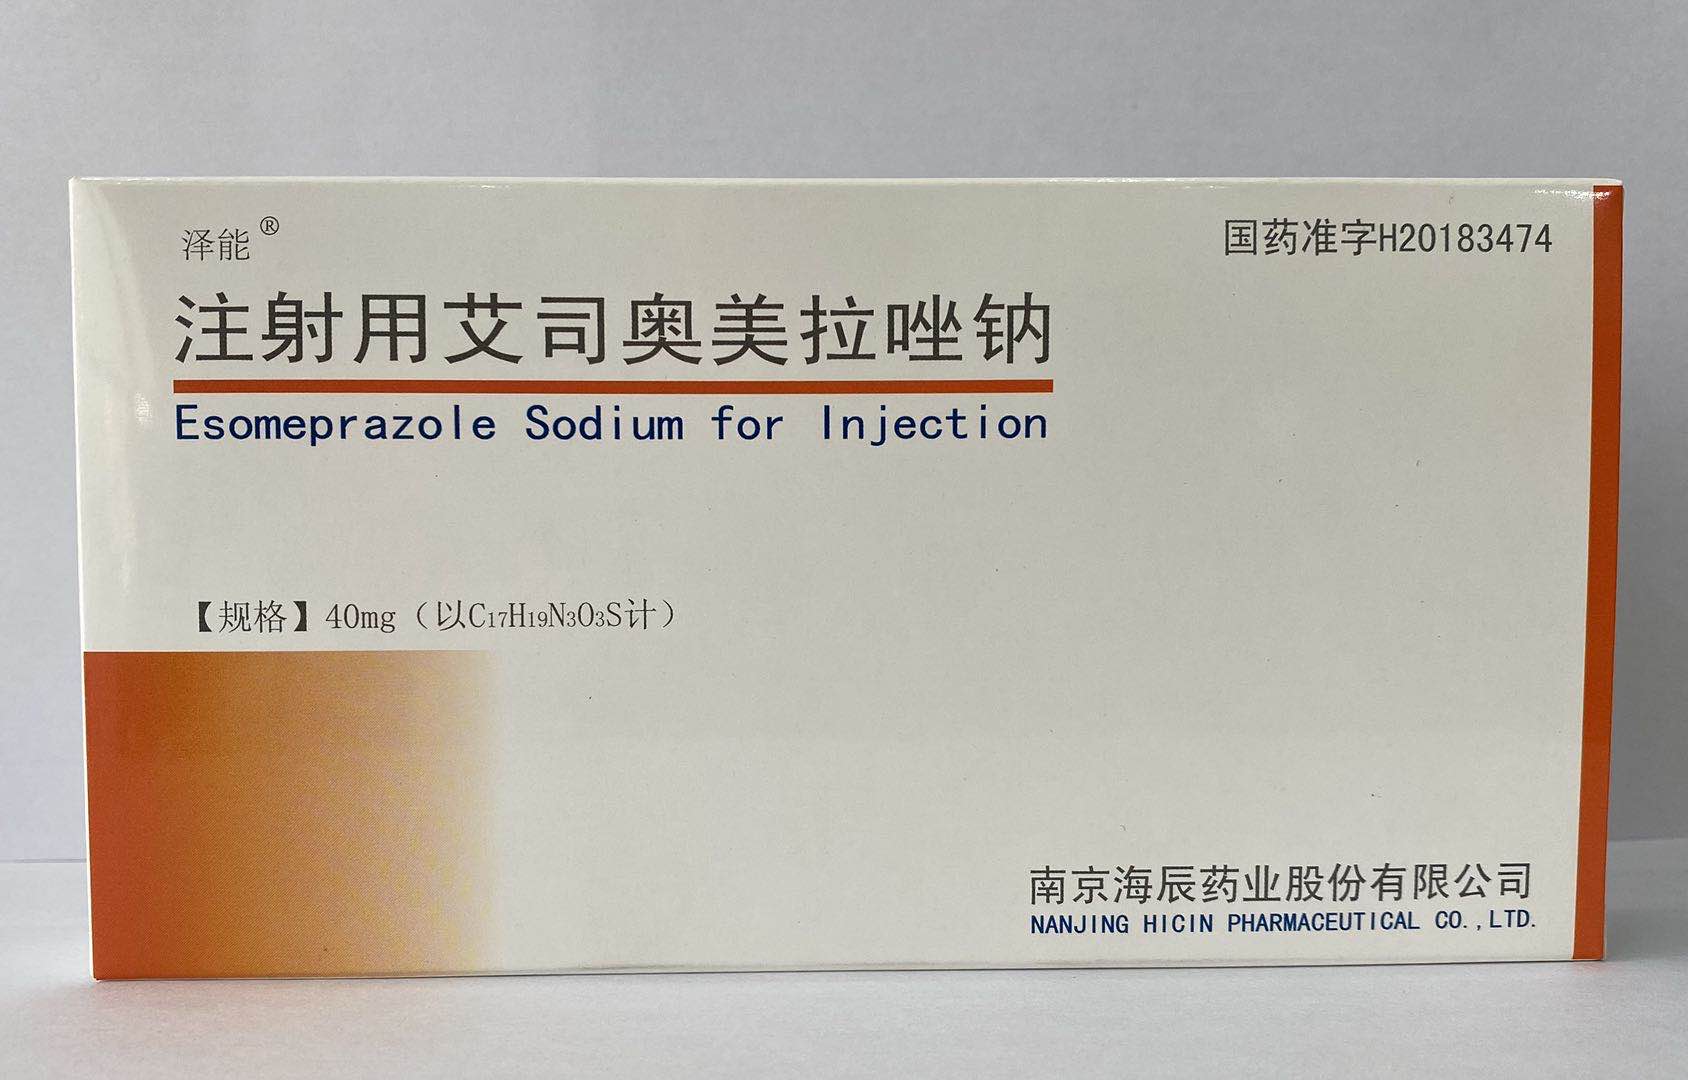 泽能®
国药准字H20183474
注射用艾司奥美拉唑钠
Esomeprazole Sodium for Injection
【规格】40mg（以C17H19N3O3S计）
南京海辰药业股份有限公司
NANJING HICIN PHARMACEUTICAL CO.,LTD.